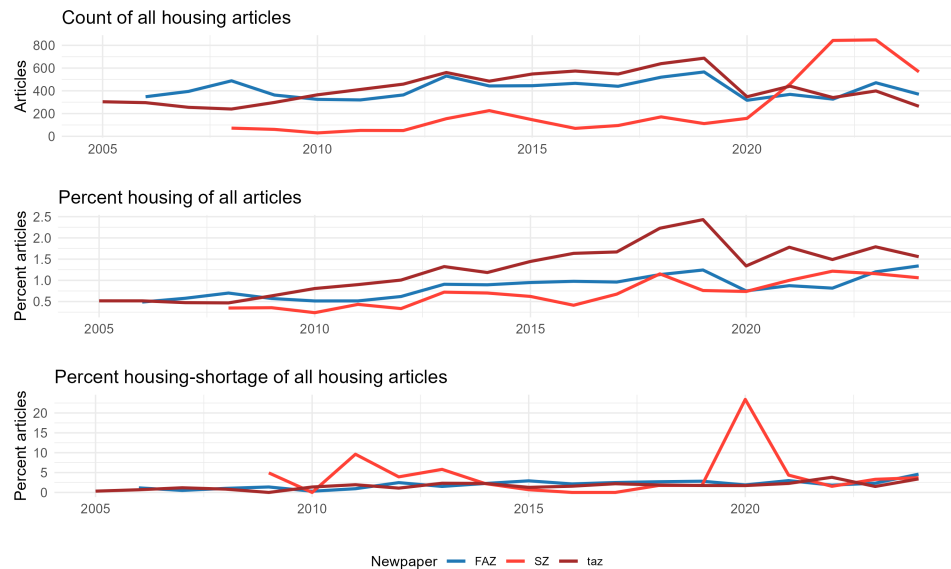 Count of all housing articles
Articles
800
600
400
200
0
2005 2010 2015 2020
Percent housing of all articles
Percent articles
2.5
2.0
1.5
1.0
0.5
2005 2010 2015 2020
Percent housing-shortage of all housing articles
Percent articles
20
15
10
5
0
2005 2010 2015 2020
Newpaper FAZ SZ taz